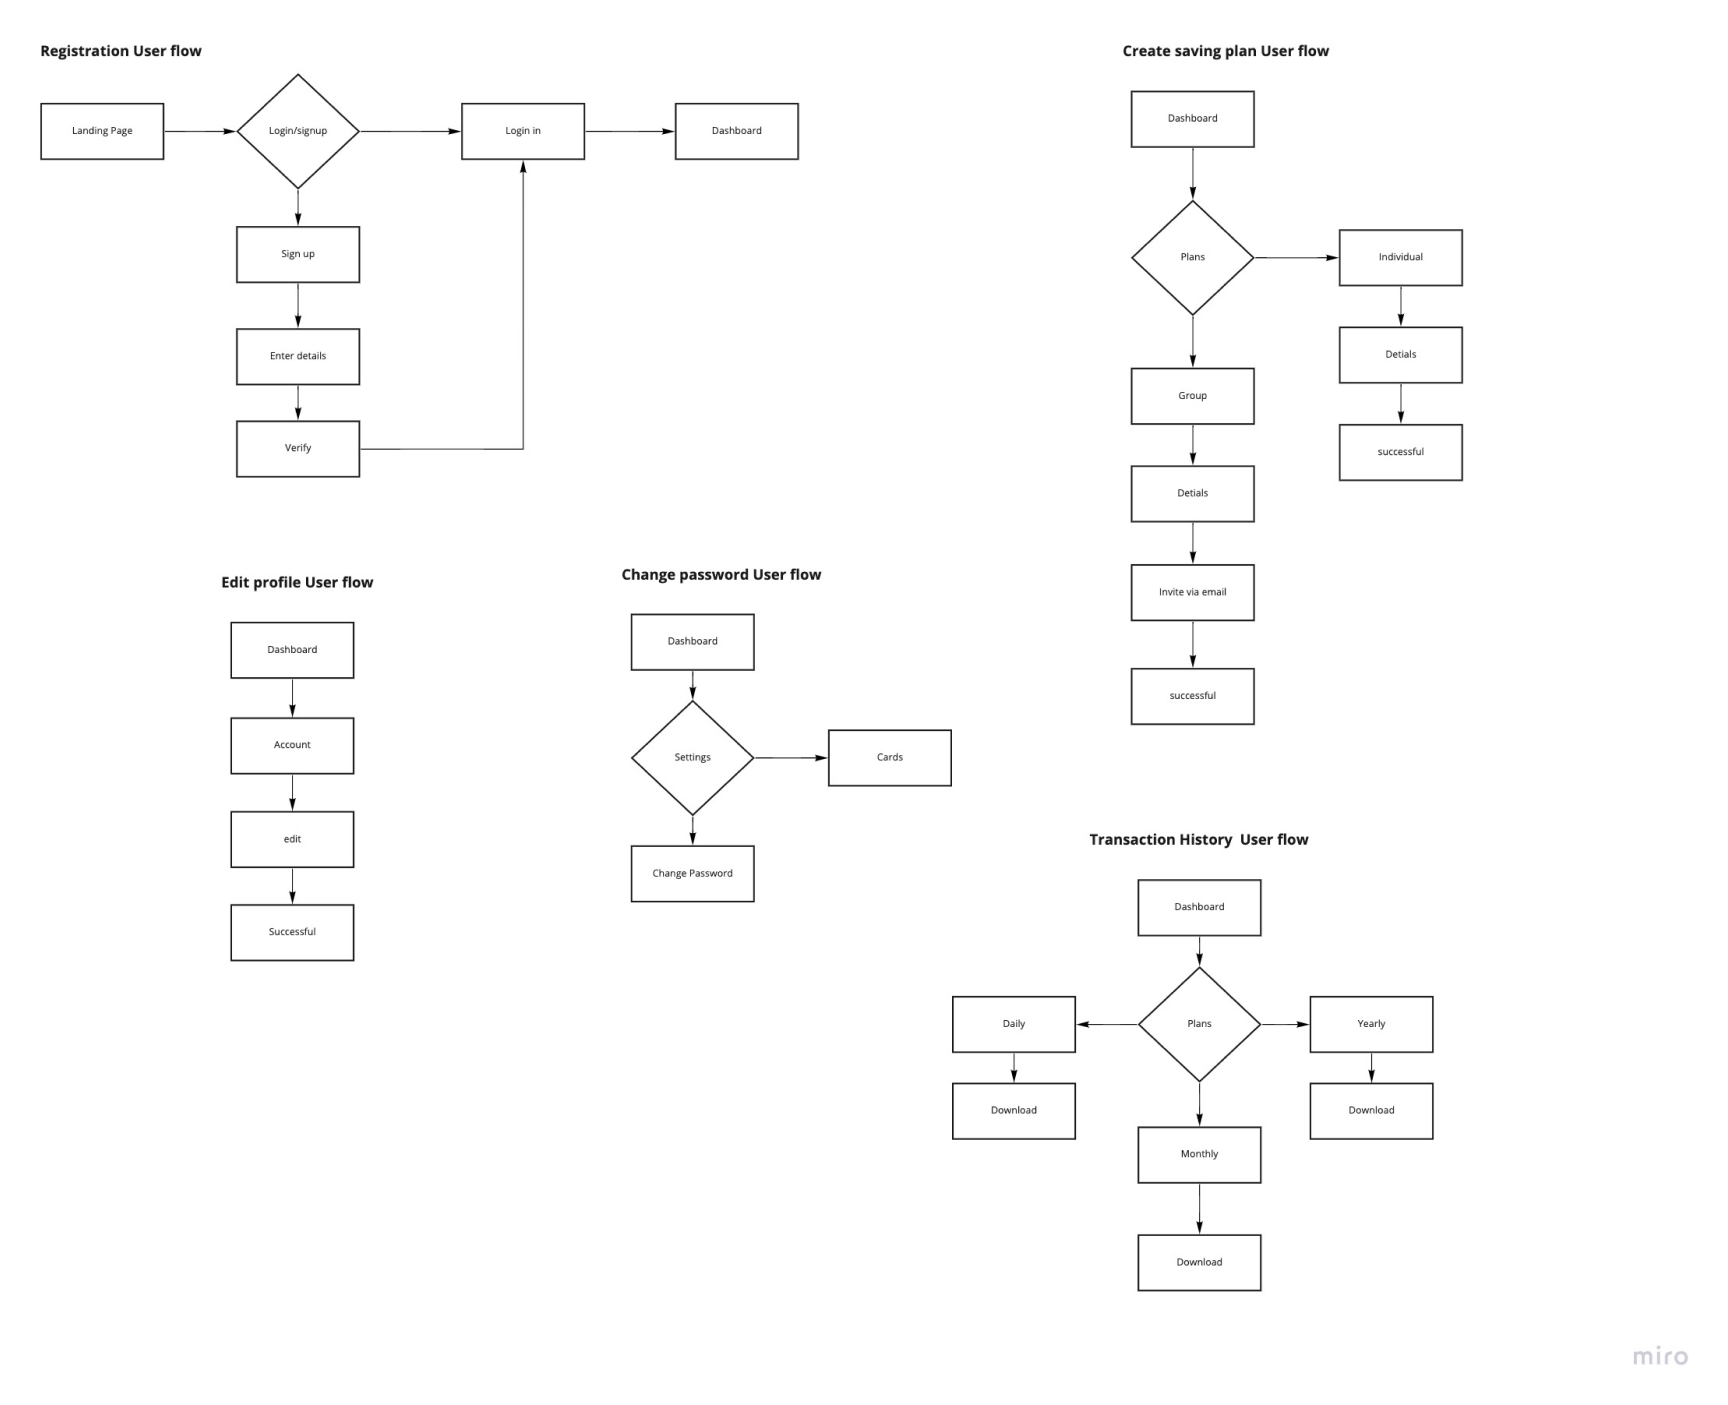 Registration User flow
Landing Page
Login/signup
Login in
Dashboard
Sign up
Enter details
Verify
Create saving plan User flow
Dashboard
Plans
Individual
Detials
successful
Group
Detials
Invite via email
successful
Edit profile User flow
Dashboard
Account
edit
Successful
Change password User flow
Dashboard
Settings
Cards
Change Password
Transaction History  User flow
Dashboard
Daily
Plans
Yearly
Download
Download
Monthly
Download
miro